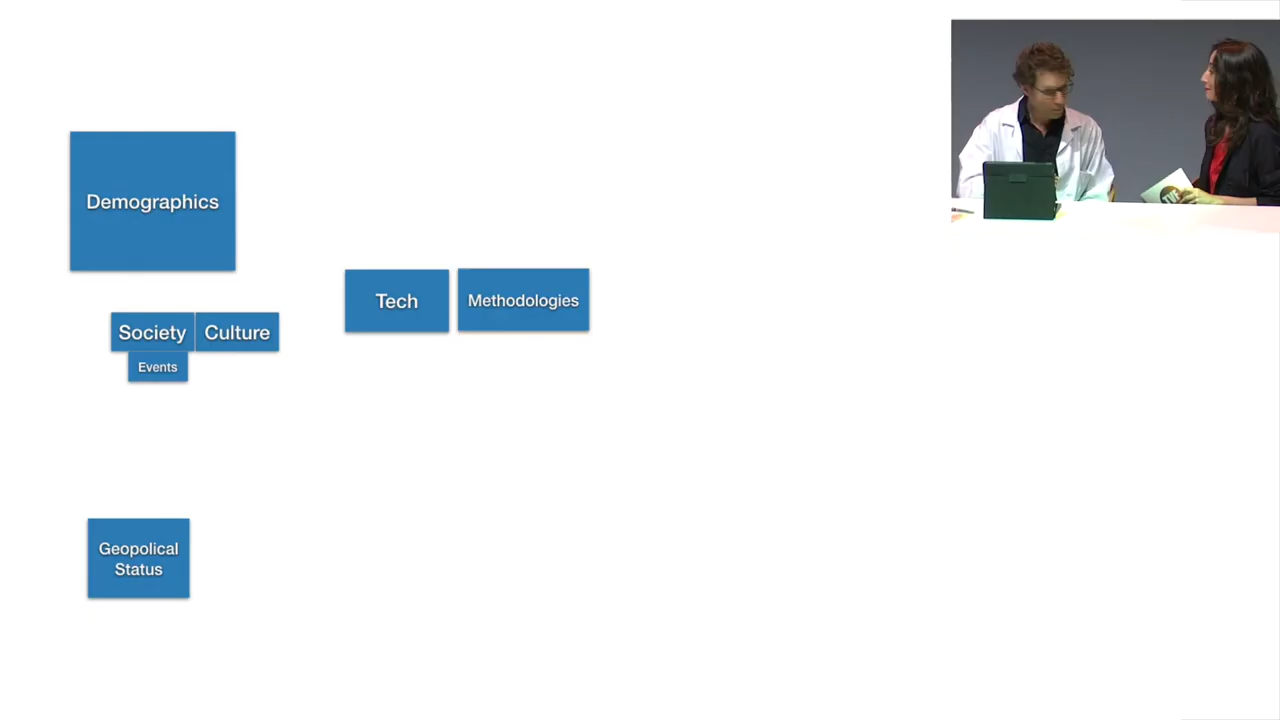 Demographics
Tech
Methodologies
Society
Culture
Events
Geopolical
Status